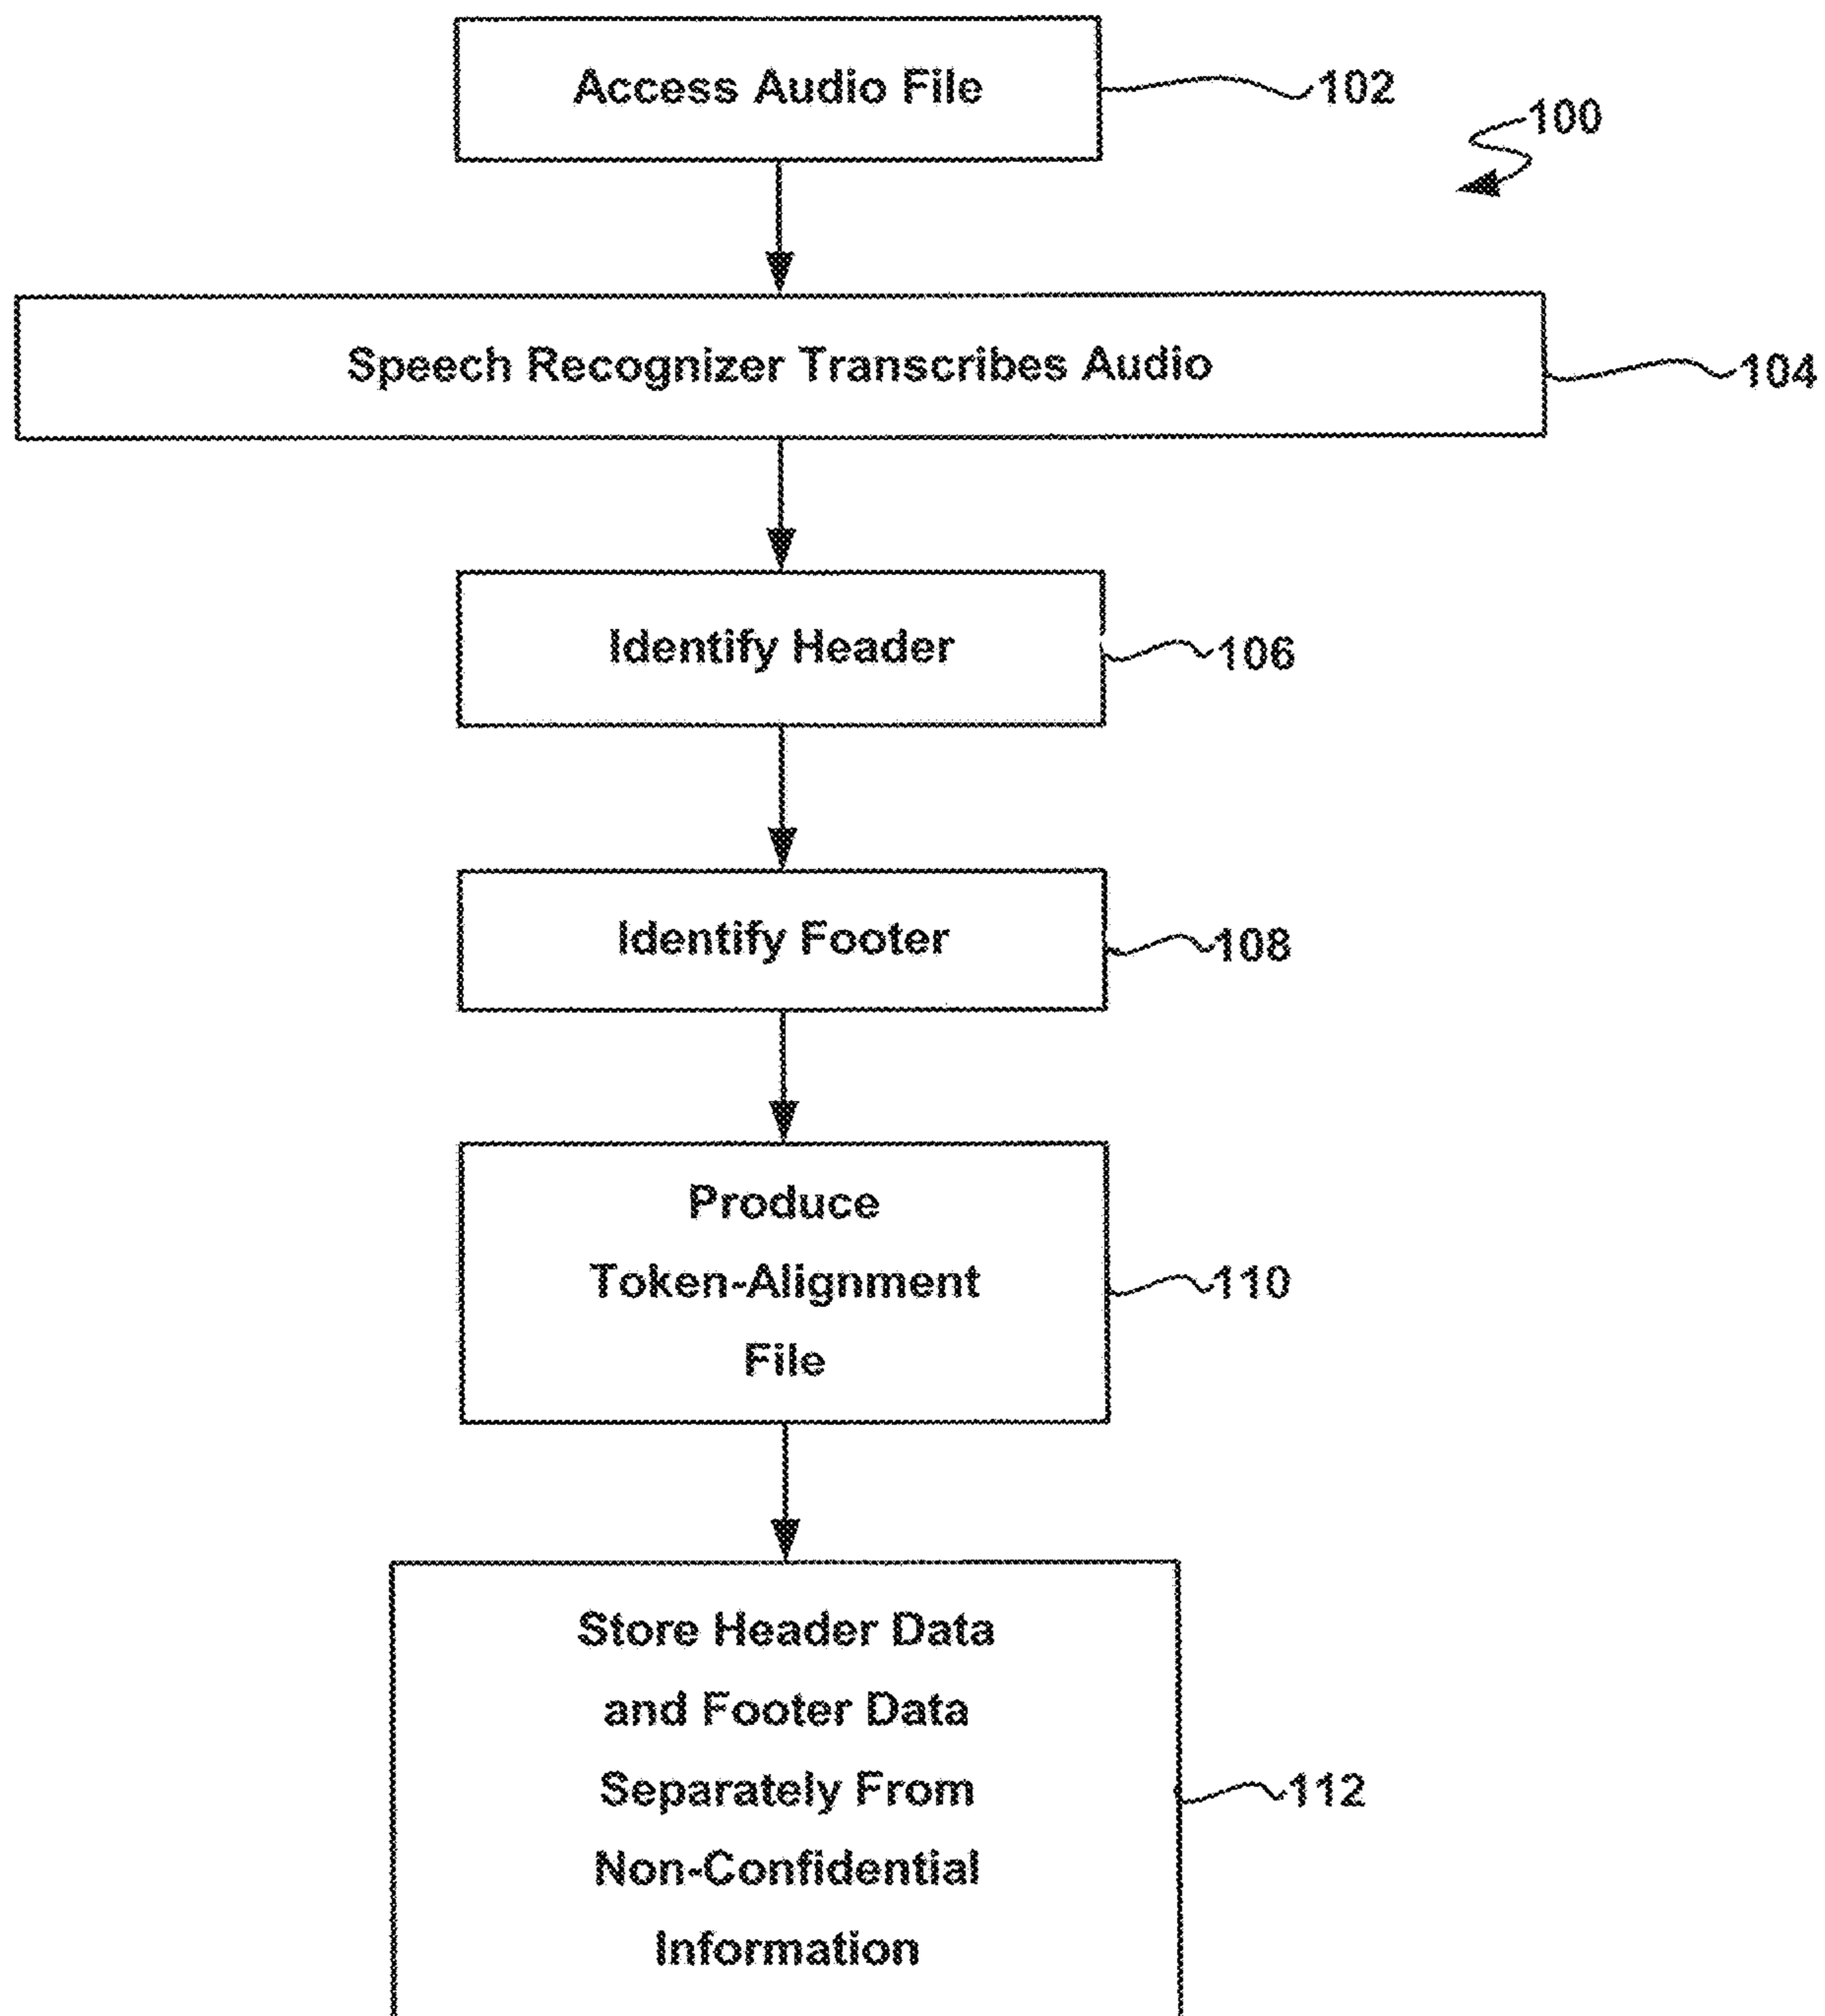 Access Audio File
102
100
Speech Recognizer Transcribes Audio
104
Identify Header
106
Identify Footer
108
Produce
Token-Alignment
File
110
Store Header Data
and Footer Data
Separately From
Non-Confidential
Information
112